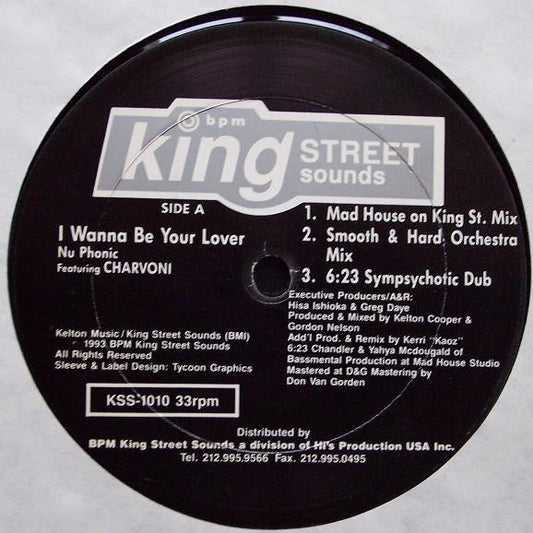 bpm
king STREET
sounds
SIDE A
I Wanna Be Your Lover
Nu Phonic
Featuring CHARVONI
1. Mad House on King St. Mix
2. Smooth & Hard Orchestra
Mix
3. 6:23 Sympsychotic Dub
Executive Producers/A&R:
Hisa Ishioka & Greg Daye
Produced & Mixed by Kelton Cooper &
Gordon Nelson
Add'l Prod. & Remix by Kerri "Kaoz"
6:23 Chandler & Yahya Mcdougald of
Bassmental Production at Mad House Studio
Mastered at D&G Mastering by
Don Van Gorden
Kelton Music/King Street Sounds (BMI)
1993 BPM King Street Sounds
All Rights Reserved
Sleeve & Label Design: Tycoon Graphics
KSS-1010 33rpm
Distributed by
BPM King Street Sounds a division of Hi's Production USA Inc.
Tel. 212.995.9566 Fax. 212.995.0495